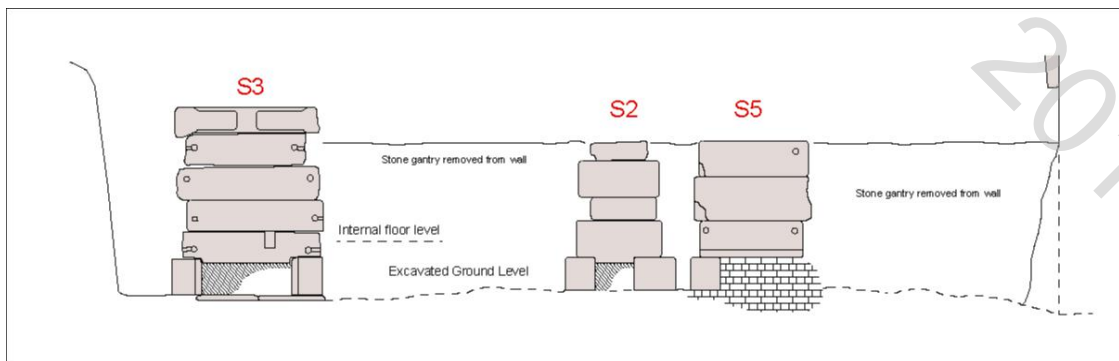 S3
S2
S5
Stone gantry removed from wall
Stone gantry removed from wall
Internal floor level
Excavated Ground Level